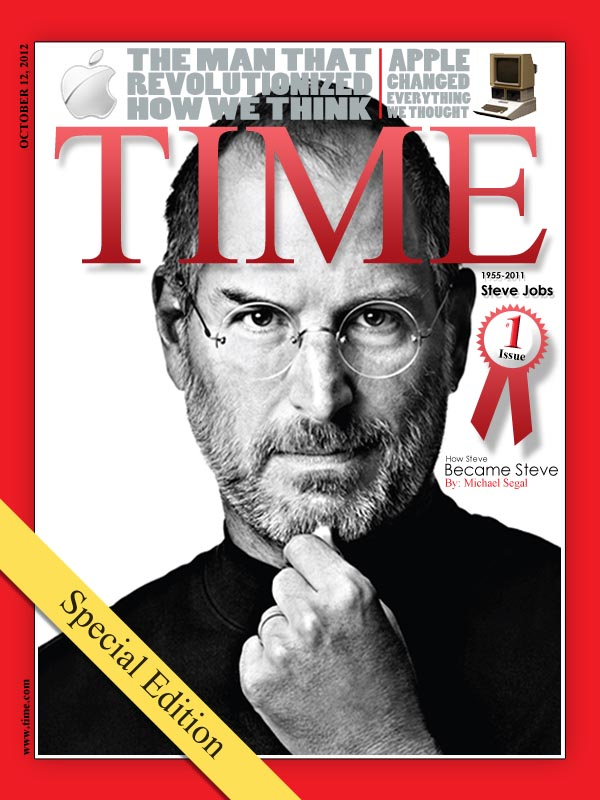 OCTOBER 12, 2012
THE MAN THAT
REVOLUTIONIZED
HOW WE THINK
APPLE
CHANGED
EVERYTHING
WE THOUGHT
TIME
1955-2011
Steve Jobs
#1
Issue
How Steve
Became Steve
By: Michael Segal
Special Edition
www.time.com